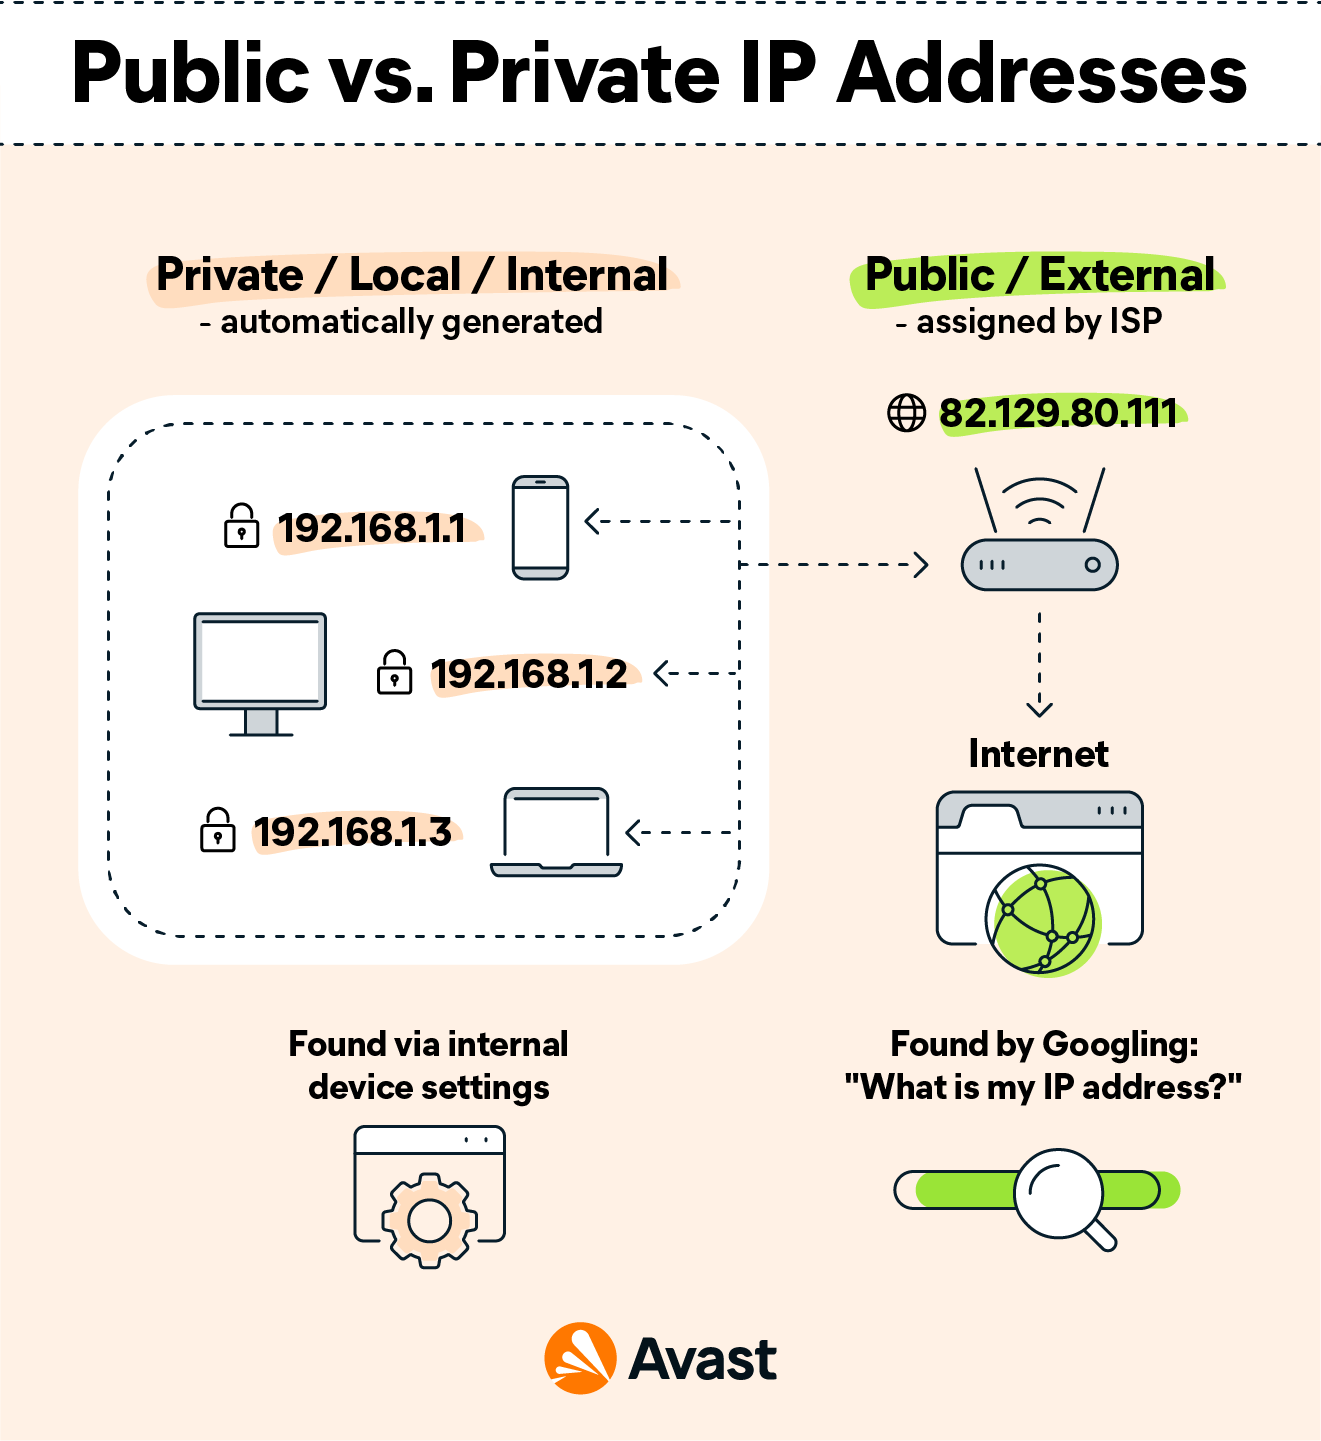 Public vs. Private IP Addresses
Private / Local / Internal
- automatically generated
Public / External
- assigned by ISP
82.129.80.111
192.168.1.1
192.168.1.2
192.168.1.3
Internet
Found via internal
device settings
Found by Googling:
"What is my IP address?"
Avast